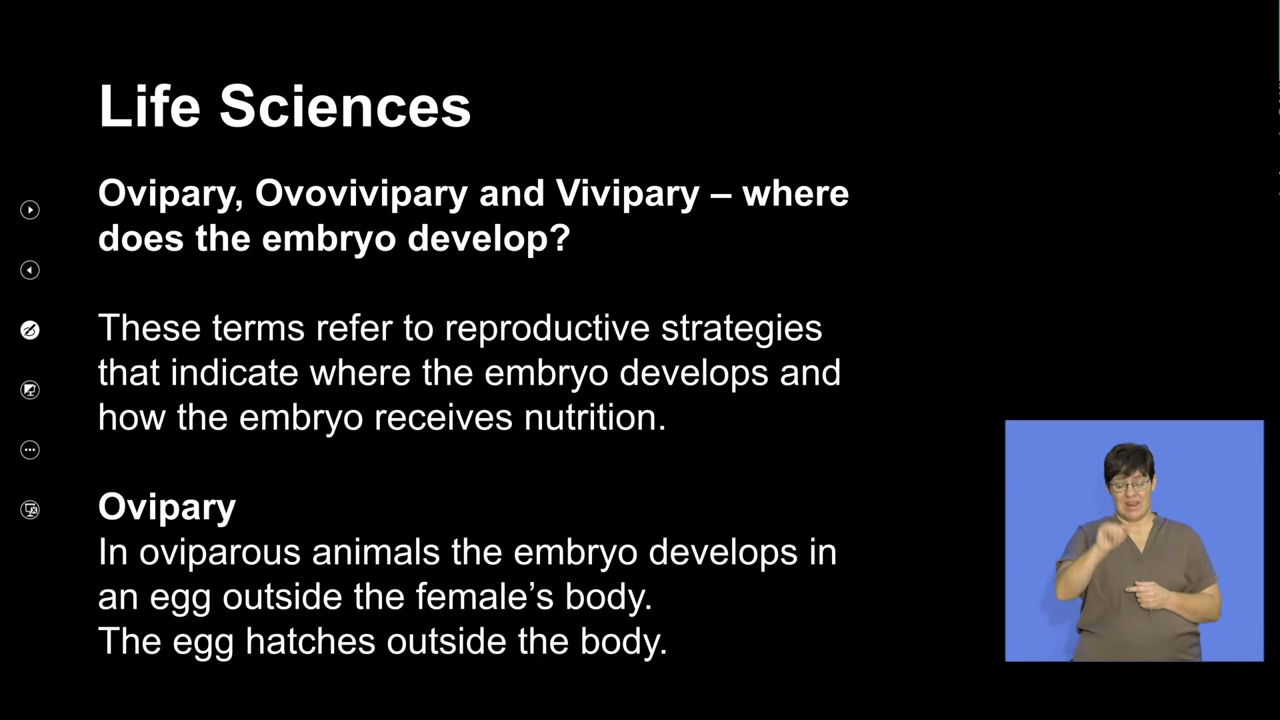 Life Sciences
Ovipary, Ovovivipary and Vivipary – where
does the embryo develop?
These terms refer to reproductive strategies
that indicate where the embryo develops and
how the embryo receives nutrition.
Ovipary
In oviparous animals the embryo develops in
an egg outside the female’s body.
The egg hatches outside the body.